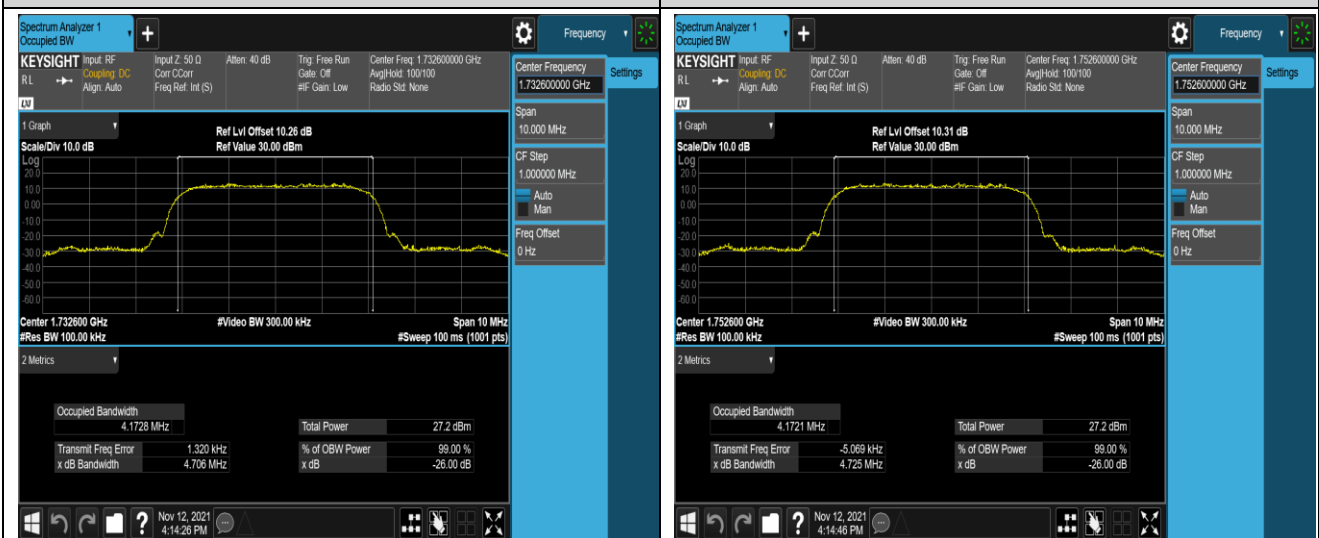 Spectrum Analyzer 1
Occupied BW
+
Frequency
KEYSIGHT Input: RF Input Z: 50 Ω Atten: 40 dB Trig: Free Run Center Freq: 1.732600000 GHz
R L Coupling: DC Corr CCorr Gate: Off Avg|Hold: 100/100
Align: Auto Freq Ref: Int (S) #IF Gain: Low Radio Std: None
LXI
Center Frequency
1.732600000 GHz
Settings
Span
10.000 MHz
CF Step
1.000000 MHz
Auto
Man
Freq Offset
0 Hz
1 Graph
Ref Lvl Offset 10.26 dB
Scale/Div 10.0 dB Ref Value 30.00 dBm
Log
20.0
10.0
0.00
-10.0
-20.0
-30.0
-40.0
-50.0
-60.0
Center 1.732600 GHz #Video BW 300.00 kHz Span 10 MHz
#Res BW 100.00 kHz #Sweep 100 ms (1001 pts)
2 Metrics
Occupied Bandwidth
4.1728 MHz
Total Power 27.2 dBm
Transmit Freq Error 1.320 kHz % of OBW Power 99.00 %
x dB Bandwidth 4.706 MHz x dB -26.00 dB
? Nov 12, 2021
4:14:26 PM
Spectrum Analyzer 1
Occupied BW
+
Frequency
KEYSIGHT Input: RF Input Z: 50 Ω Atten: 40 dB Trig: Free Run Center Freq: 1.752600000 GHz
R L Coupling: DC Corr CCorr Gate: Off Avg|Hold: 100/100
Align: Auto Freq Ref: Int (S) #IF Gain: Low Radio Std: None
LXI
Center Frequency
1.752600000 GHz
Settings
Span
10.000 MHz
CF Step
1.000000 MHz
Auto
Man
Freq Offset
0 Hz
1 Graph
Ref Lvl Offset 10.31 dB
Scale/Div 10.0 dB Ref Value 30.00 dBm
Log
20.0
10.0
0.00
-10.0
-20.0
-30.0
-40.0
-50.0
-60.0
Center 1.752600 GHz #Video BW 300.00 kHz Span 10 MHz
#Res BW 100.00 kHz #Sweep 100 ms (1001 pts)
2 Metrics
Occupied Bandwidth
4.1721 MHz
Total Power 27.2 dBm
Transmit Freq Error -5.069 kHz % of OBW Power 99.00 %
x dB Bandwidth 4.725 MHz x dB -26.00 dB
? Nov 12, 2021
4:14:46 PM